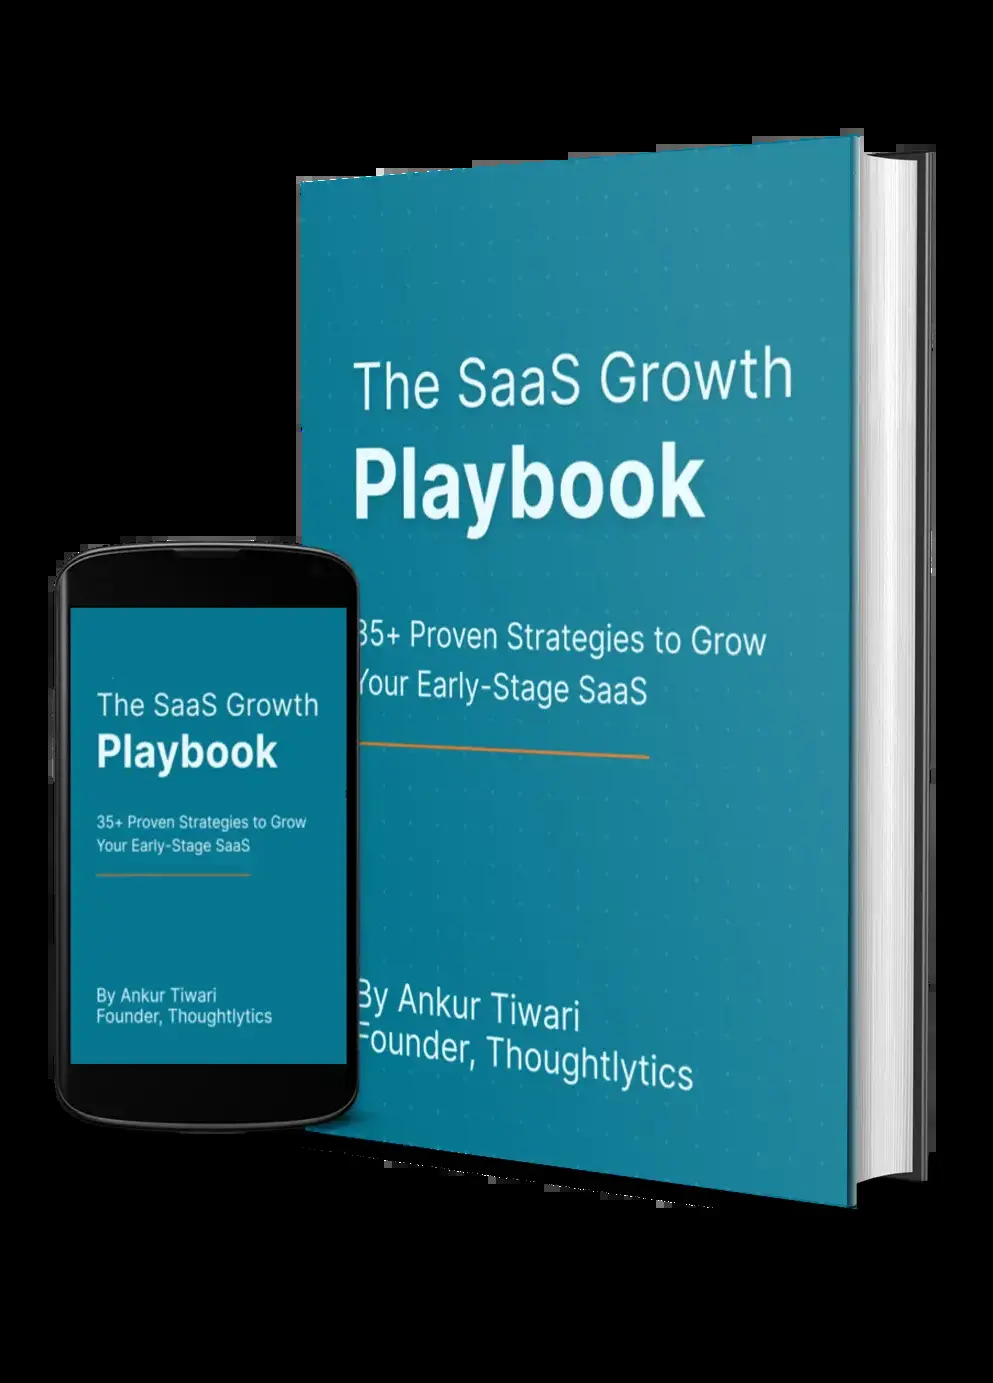 The SaaS Growth
Playbook
35+ Proven Strategies to Grow
Your Early-Stage SaaS
By Ankur Tiwari
Founder, Thoughtlytics
The SaaS Growth
Playbook
35+ Proven Strategies to Grow
Your Early-Stage SaaS
By Ankur Tiwari
Founder, Thoughtlytics